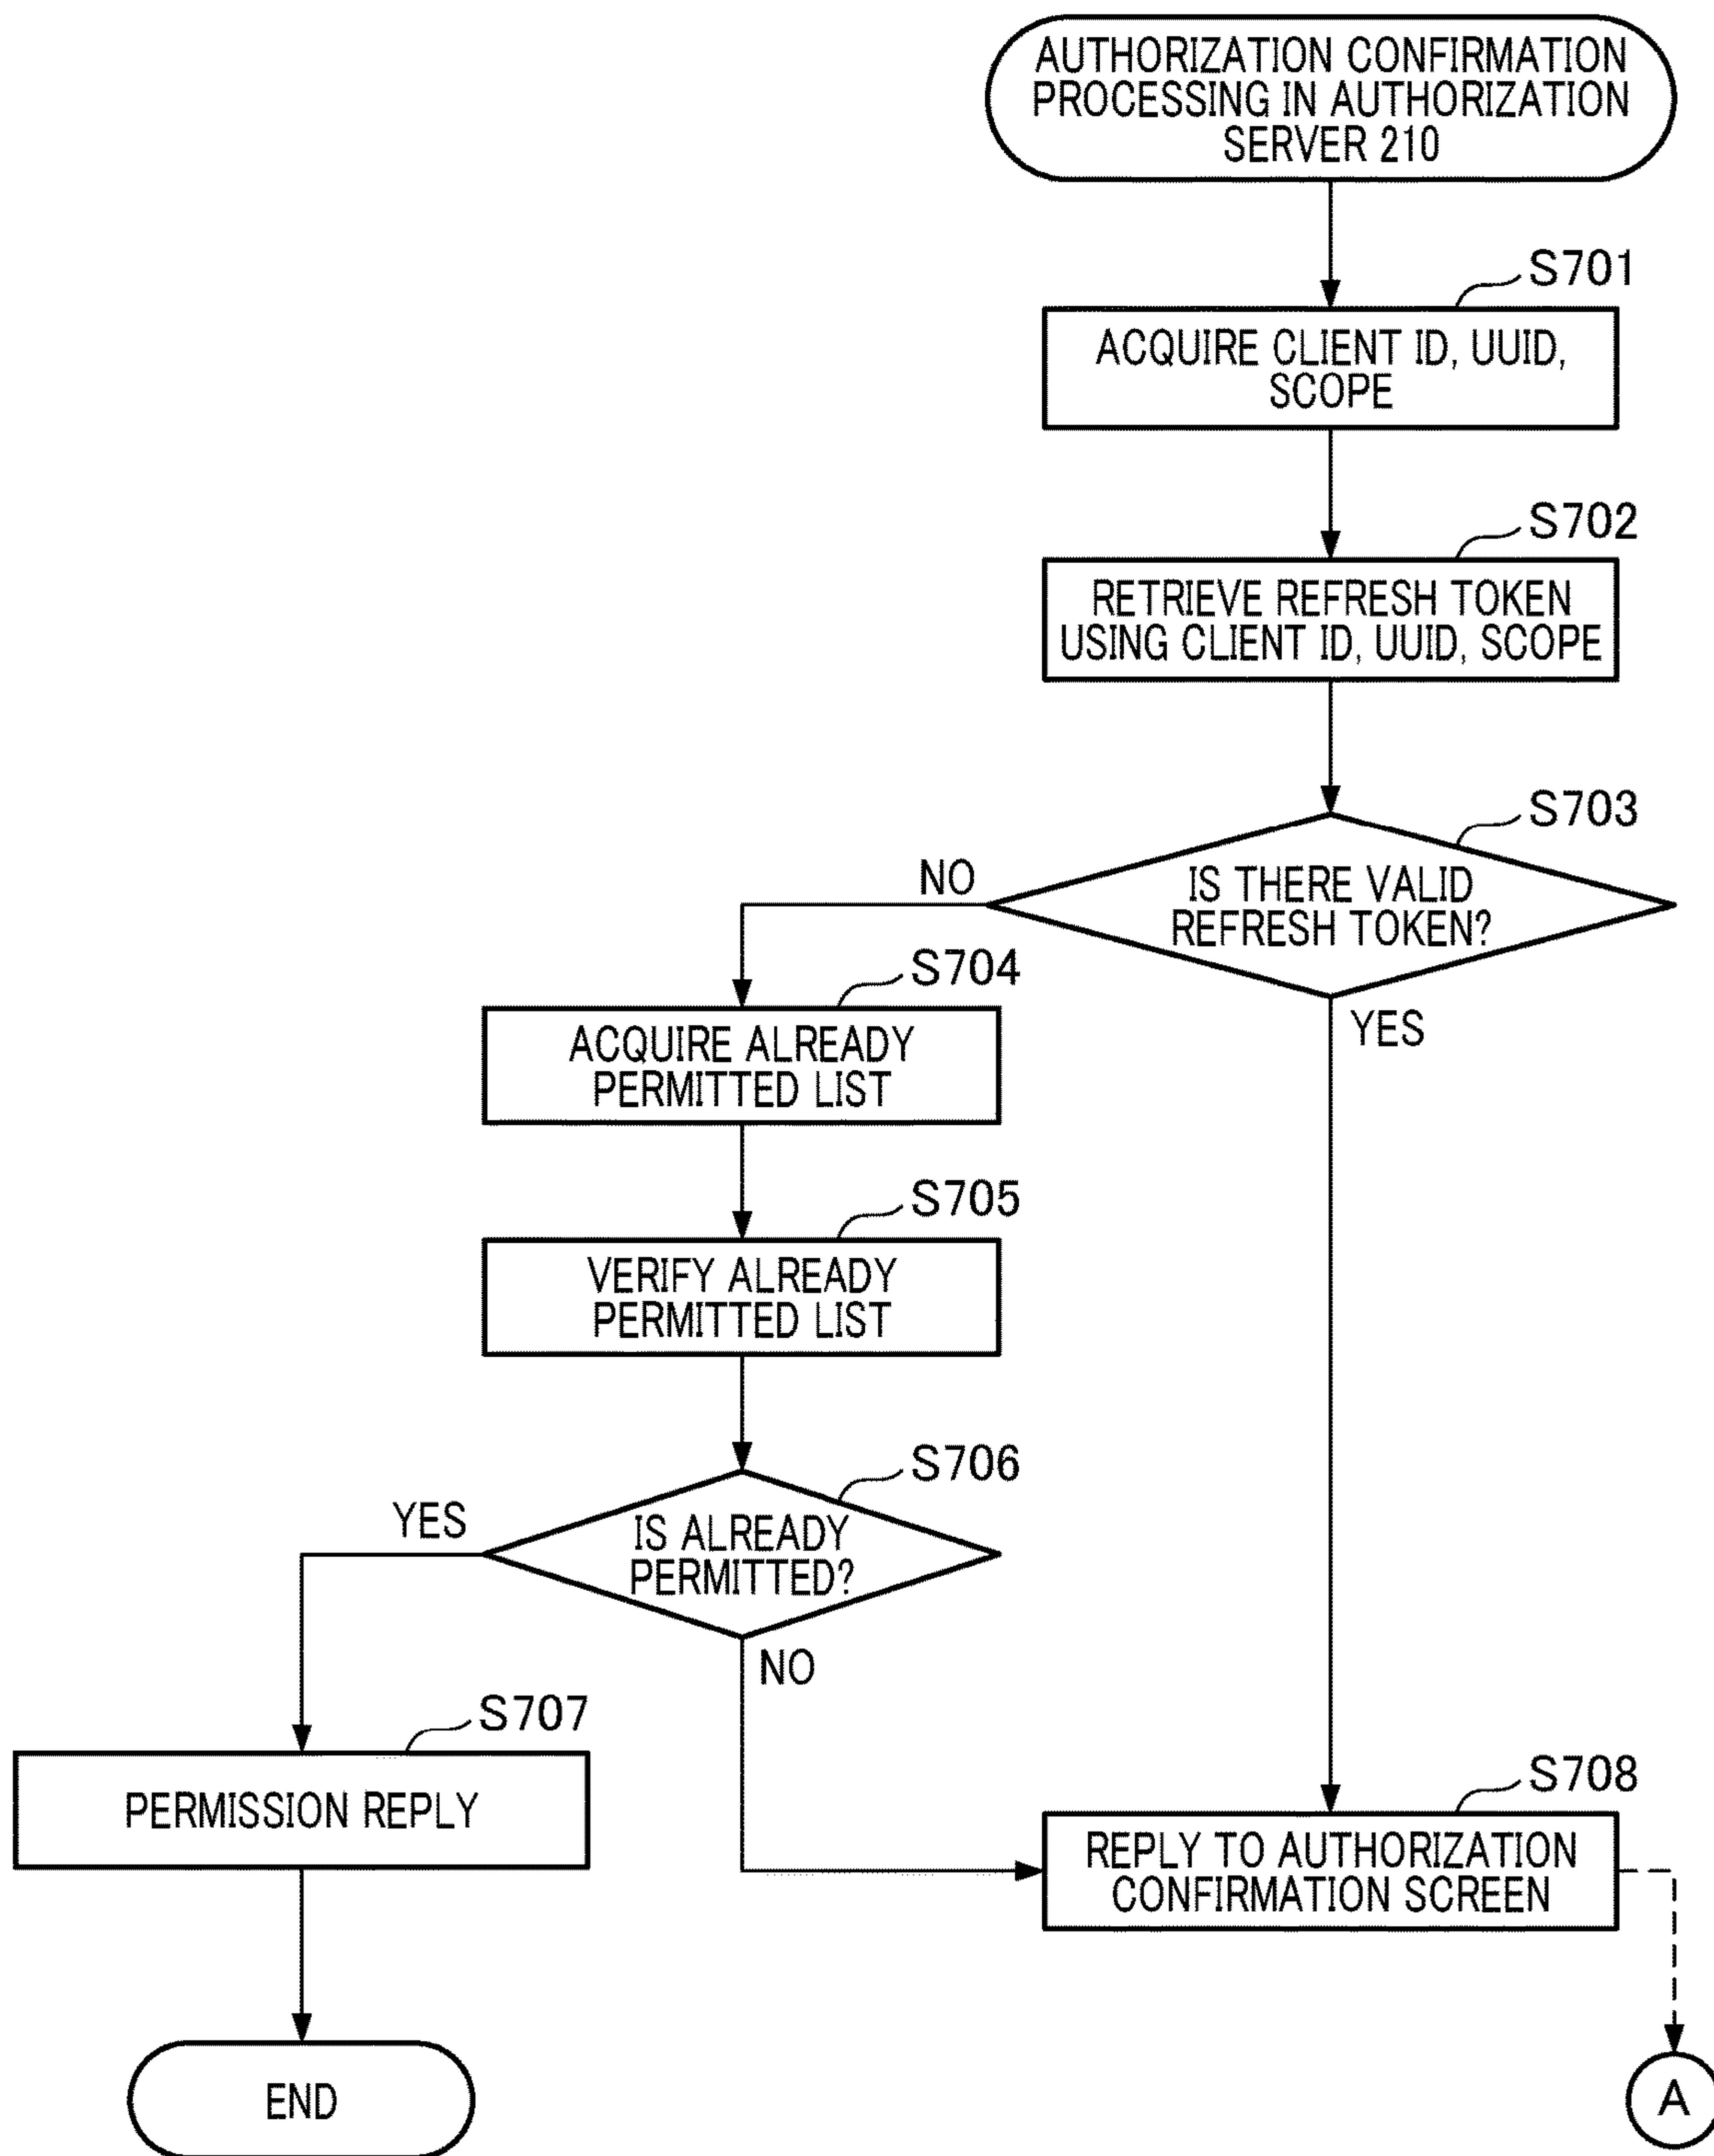 AUTHORIZATION CONFIRMATION
PROCESSING IN AUTHORIZATION
SERVER 210
S701
ACQUIRE CLIENT ID, UUID,
SCOPE
S702
RETRIEVE REFRESH TOKEN
USING CLIENT ID, UUID, SCOPE
S703
IS THERE VALID
REFRESH TOKEN?
NO
YES
S704
ACQUIRE ALREADY
PERMITTED LIST
S705
VERIFY ALREADY
PERMITTED LIST
S706
IS ALREADY
PERMITTED?
YES
NO
S707
PERMISSION REPLY
S708
REPLY TO AUTHORIZATION
CONFIRMATION SCREEN
END
A